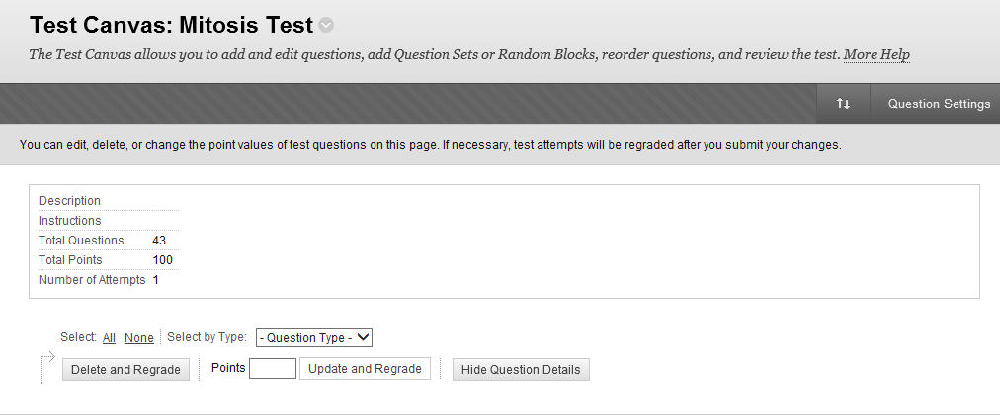 Test Canvas: Mitosis Test
The Test Canvas allows you to add and edit questions, add Question Sets or Random Blocks, reorder questions, and review the test. More Help
Question Settings
You can edit, delete, or change the point values of test questions on this page. If necessary, test attempts will be regraded after you submit your changes.
Description
Instructions
Total Questions 43
Total Points 100
Number of Attempts 1
Select: All None Select by Type: - Question Type -
Delete and Regrade Points Update and Regrade Hide Question Details